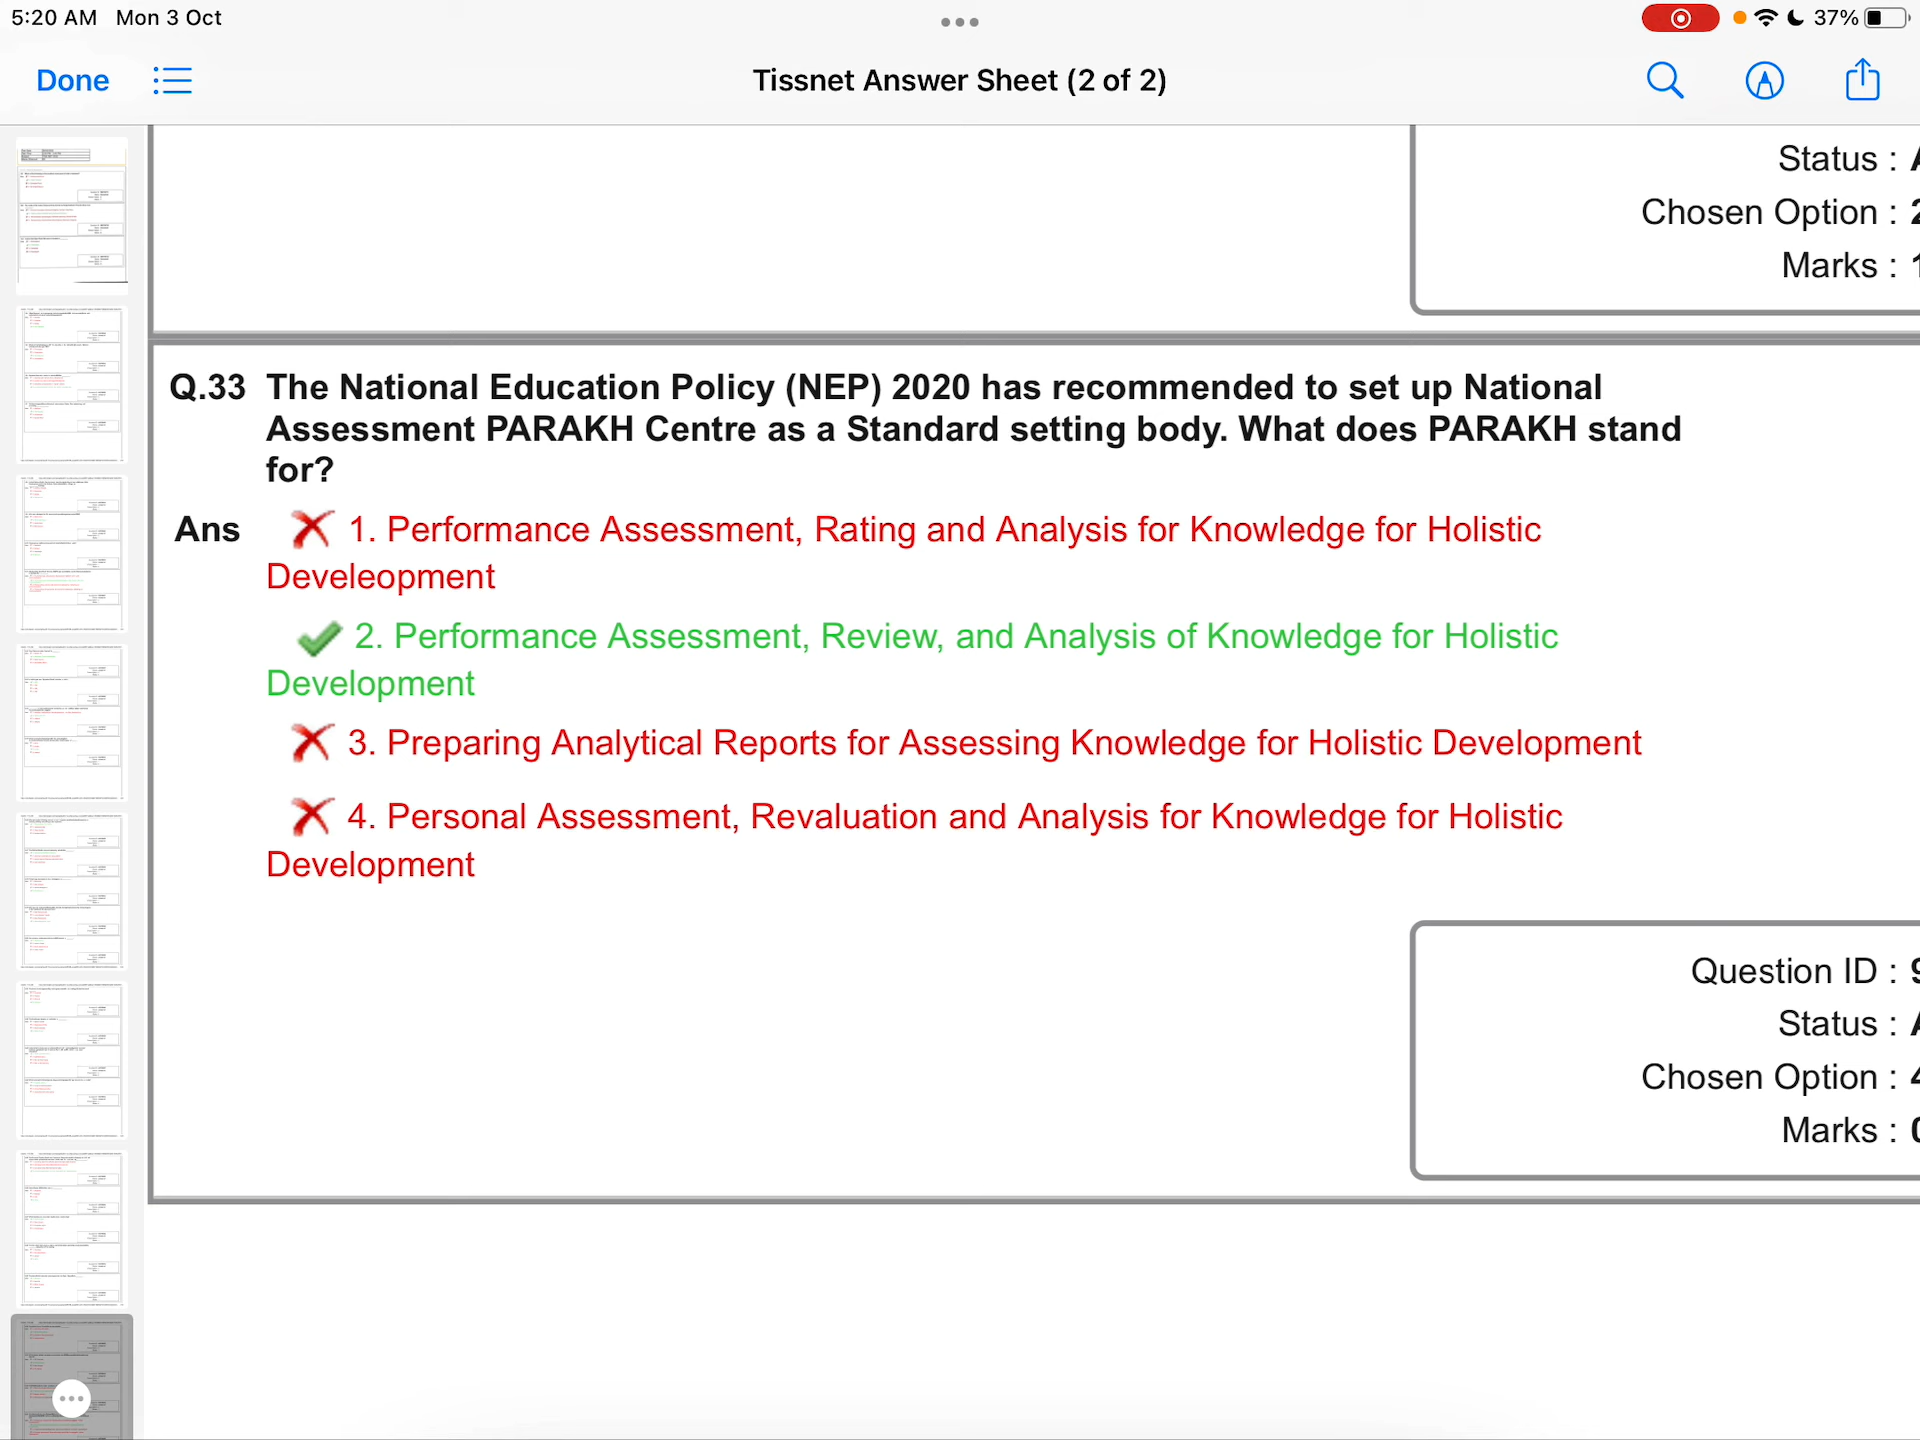 5:20 AM Mon 3 Oct
37%
Done
Tissnet Answer Sheet (2 of 2)
Status :
Chosen Option :
Marks :
Q.33 The National Education Policy (NEP) 2020 has recommended to set up National
Assessment PARAKH Centre as a Standard setting body. What does PARAKH stand
for?
Ans 1. Performance Assessment, Rating and Analysis for Knowledge for Holistic
Develeopment
2. Performance Assessment, Review, and Analysis of Knowledge for Holistic
Development
3. Preparing Analytical Reports for Assessing Knowledge for Holistic Development
4. Personal Assessment, Revaluation and Analysis for Knowledge for Holistic
Development
Question ID :
Status :
Chosen Option :
Marks :